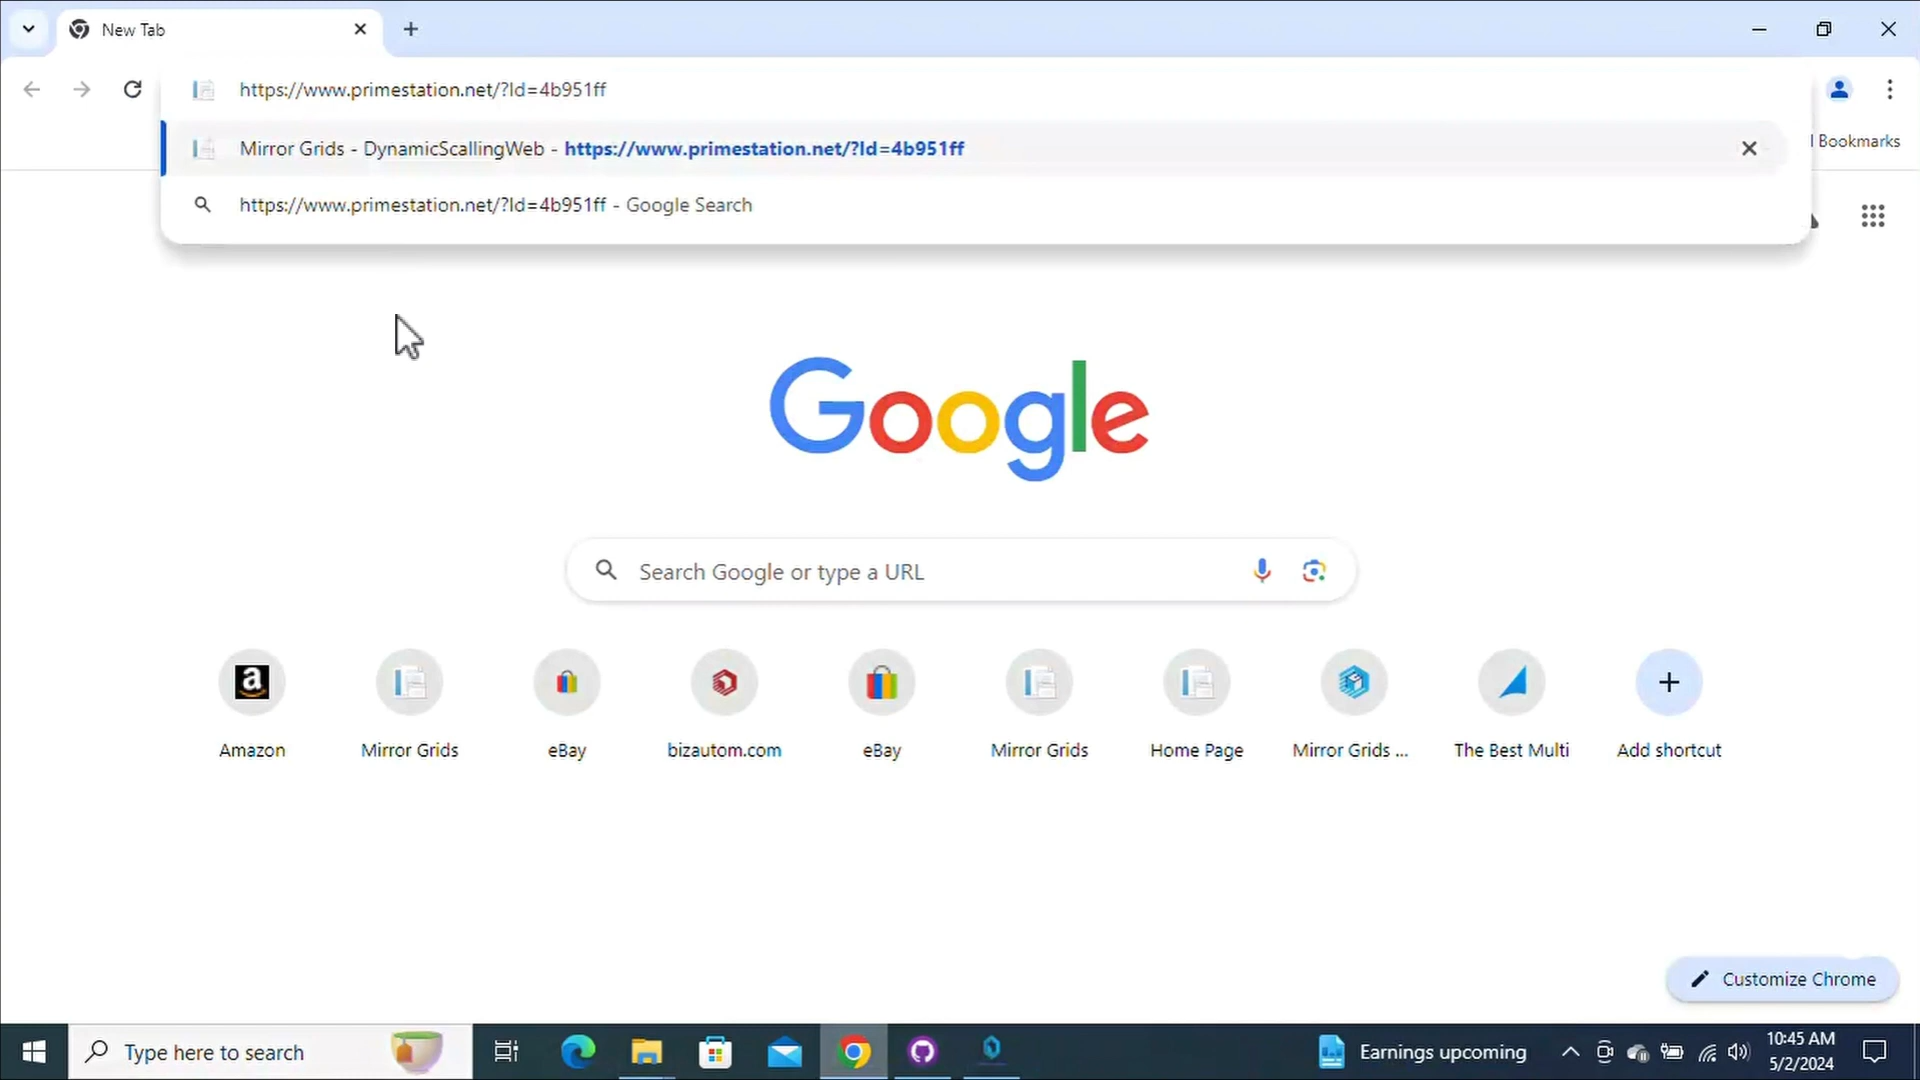 New Tab
https://www.primestation.net/?Id=4b951ff
Mirror Grids - DynamicScallingWeb - https://www.primestation.net/?Id=4b951ff
Bookmarks
https://www.primestation.net/?Id=4b951ff - Google Search
Google
Search Google or type a URL
Amazon
Mirror Grids
eBay
bizautom.com
eBay
Mirror Grids
Home Page
Mirror Grids ...
The Best Multi
Add shortcut
Customize Chrome
Type here to search
Earnings upcoming
10:45 AM
5/2/2024